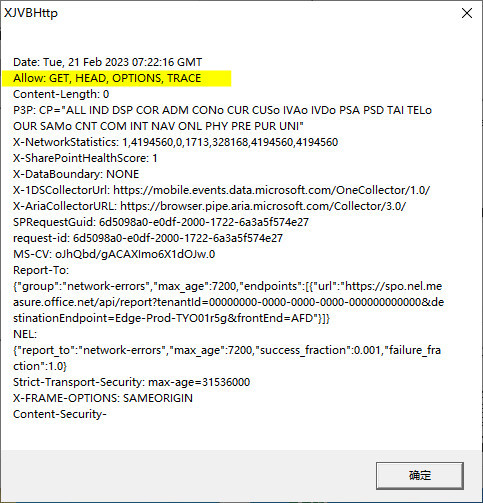 XJVBHttp
Date: Tue, 21 Feb 2023 07:22:16 GMT
Allow: GET, HEAD, OPTIONS, TRACE
Content-Length: 0
P3P: CP="ALL IND DSP COR ADM CONo CUR CUSo IVAo IVDo PSA PSD TAI TELo
OUR SAMo CNT COM INT NAV ONL PHY PRE PUR UNI"
X-NetworkStatistics: 1,4194560,0,1713,328168,4194560,4194560
X-SharePointHealthScore: 1
X-DataBoundary: NONE
X-1DSCollectorUrl: https://mobile.events.data.microsoft.com/OneCollector/1.0/
X-AriaCollectorURL: https://browser.pipe.aria.microsoft.com/Collector/3.0/
SPRequestGuid: 6d5098a0-e0df-2000-1722-6a3a5f574e27
request-id: 6d5098a0-e0df-2000-1722-6a3a5f574e27
MS-CV: oJhQbd/gACAXImo6X1dOJw.0
Report-To:
{"group":"network-errors","max_age":7200,"endpoints":[{"url":"https://spo.nel.me
asure.office.net/api/report?tenantId=00000000-0000-0000-0000-000000000000&de
stinationEndpoint=Edge-Prod-TYO01r5g&frontEnd=AFD"}]}
NEL:
{"report_to":"network-errors","max_age":7200,"success_fraction":0.001,"failure_fra
ction":1.0}
Strict-Transport-Security: max-age=31536000
X-FRAME-OPTIONS: SAMEORIGIN
Content-Security-
确定